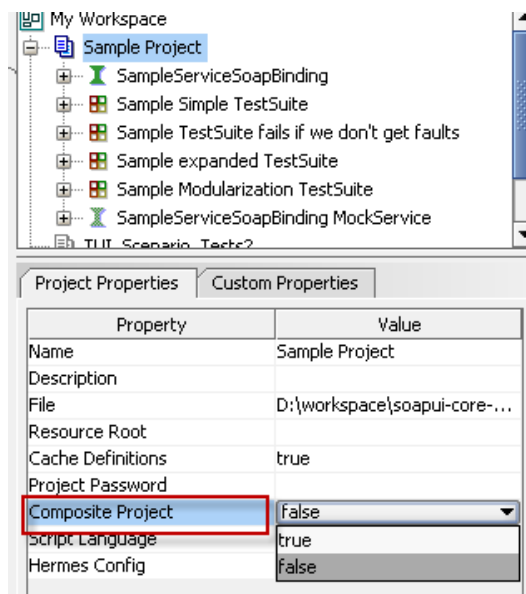 My Workspace
Sample Project
SampleServiceSoapBinding
Sample Simple TestSuite
Sample TestSuite fails if we don't get faults
Sample expanded TestSuite
Sample Modularization TestSuite
SampleServiceSoapBinding MockService
Project Properties Custom Properties
Property Value
Name Sample Project
Description
File D:\workspace\soapui-core-...
Resource Root
Cache Definitions true
Project Password
Composite Project false
Script Language true
Hermes Config false